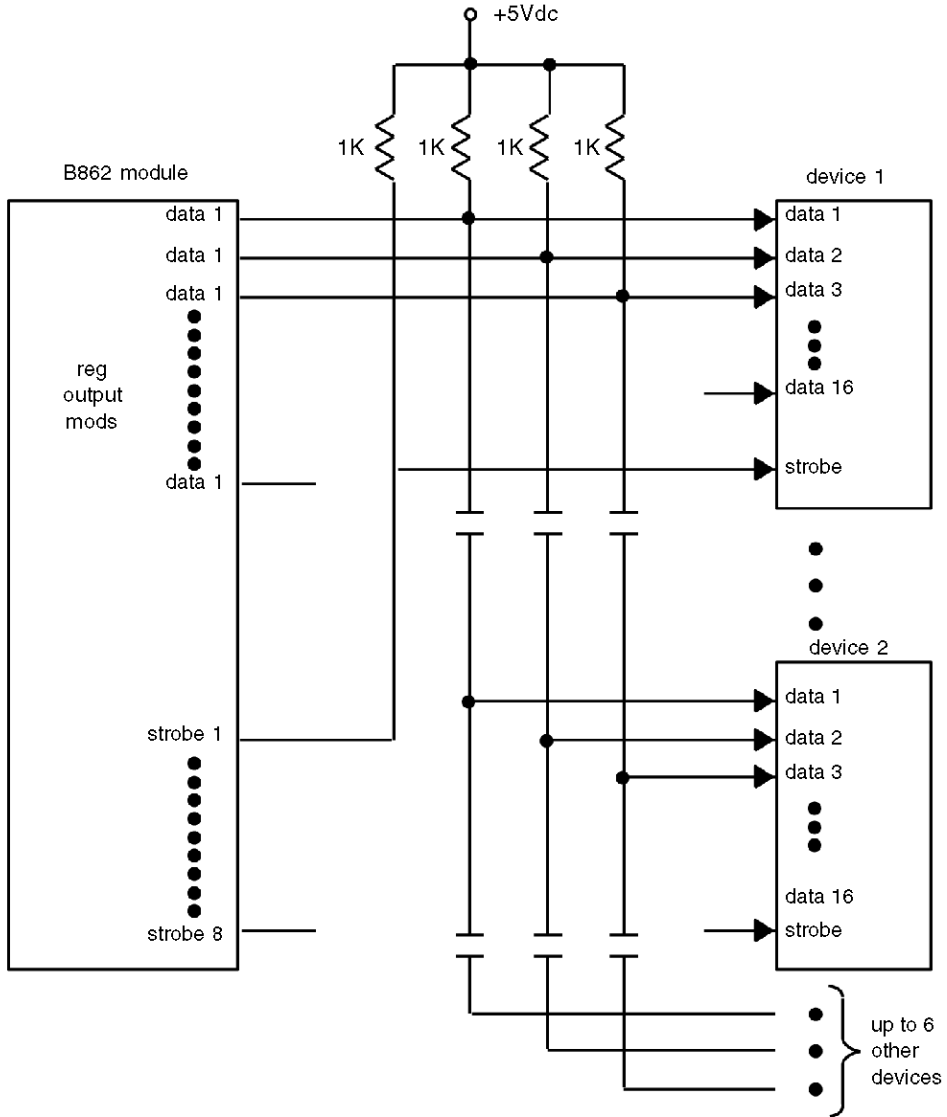 +5Vdc
1K
1K
1K
1K
B862 module
device 1
data 1
data 1
data 1
data 2
data 1
data 3
reg
output
mods
data 16
data 1
strobe
device 2
data 1
strobe 1
data 2
data 3
data 16
strobe 8
strobe
up to 6
other
devices